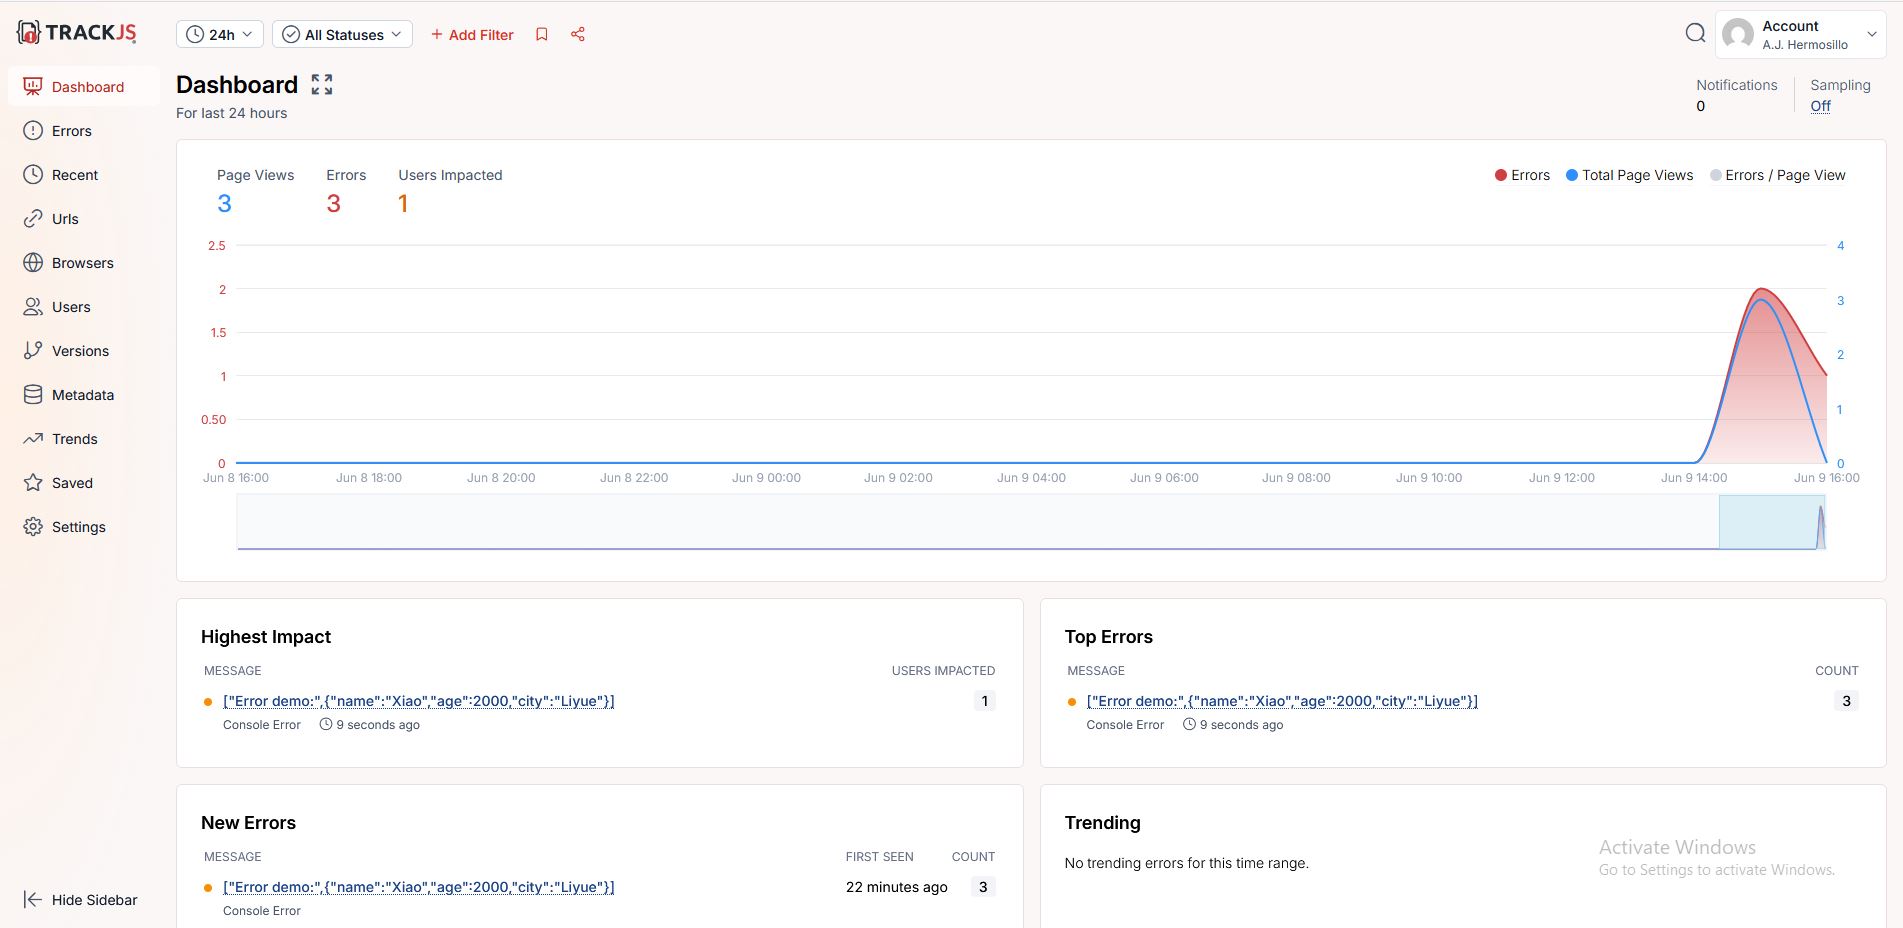 TRACKJS
24h
All Statuses
+ Add Filter
Account
A.J. Hermosillo
Dashboard
Errors
Recent
Urls
Browsers
Users
Versions
Metadata
Trends
Saved
Settings
Hide Sidebar
Dashboard
For last 24 hours
Notifications
0
Sampling
Off
Page Views
3
Errors
3
Users Impacted
1
Errors
Total Page Views
Errors / Page View
2.5
2
1.5
1
0.50
0
4
3
2
1
0
Jun 8 16:00
Jun 8 18:00
Jun 8 20:00
Jun 8 22:00
Jun 9 00:00
Jun 9 02:00
Jun 9 04:00
Jun 9 06:00
Jun 9 08:00
Jun 9 10:00
Jun 9 12:00
Jun 9 14:00
Jun 9 16:00
Highest Impact
MESSAGE USERS IMPACTED
["Error demo:",{"name":"Xiao","age":2000,"city":"Liyue"}] 1
Console Error 9 seconds ago
Top Errors
MESSAGE COUNT
["Error demo:",{"name":"Xiao","age":2000,"city":"Liyue"}] 3
Console Error 9 seconds ago
New Errors
MESSAGE FIRST SEEN COUNT
["Error demo:",{"name":"Xiao","age":2000,"city":"Liyue"}] 22 minutes ago 3
Console Error
Trending
No trending errors for this time range.
Activate Windows
Go to Settings to activate Windows.